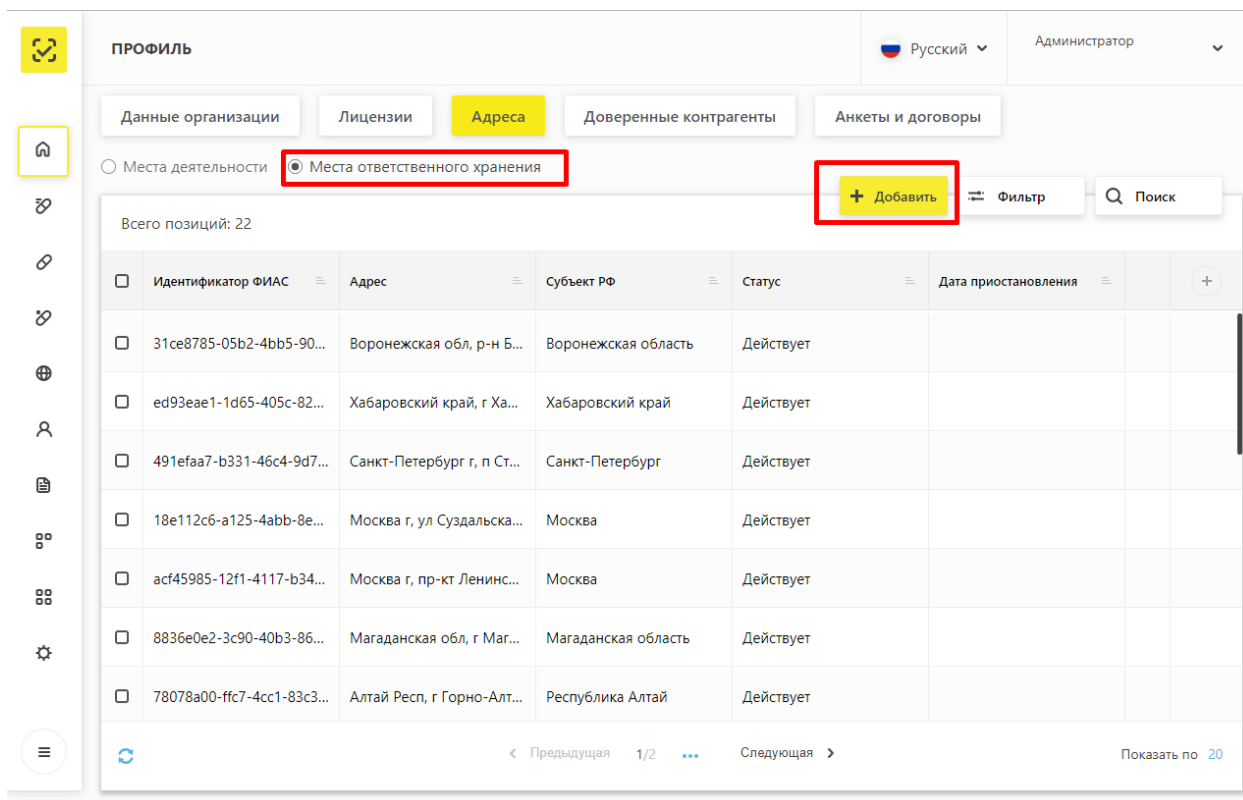 ПРОФИЛЬ
Русский
Администратор
Данные организации
Лицензии
Адреса
Доверенные контрагенты
Анкеты и договоры
Места деятельности
Места ответственного хранения
+ Добавить
Фильтр
Поиск
Всего позиций: 22
Идентификатор ФИАС Адрес Субъект РФ Статус Дата приостановления
31ce8785-05b2-4bb5-90... Воронежская обл, р-н Б... Воронежская область Действует
ed93eae1-1d65-405c-82... Хабаровский край, г Ха... Хабаровский край Действует
491efaa7-b331-46c4-9d7... Санкт-Петербург г, п Ст... Санкт-Петербург Действует
18e112c6-a125-4abb-8e... Москва г, ул Суздальска... Москва Действует
acf45985-12f1-4117-b34... Москва г, пр-кт Ленинс... Москва Действует
8836e0e2-3c90-40b3-86... Магаданская обл, г Маг... Магаданская область Действует
78078a00-ffc7-4cc1-83c3... Алтай Респ, г Горно-Алт... Республика Алтай Действует
Предыдущая 1/2 ... Следующая
Показать по 20